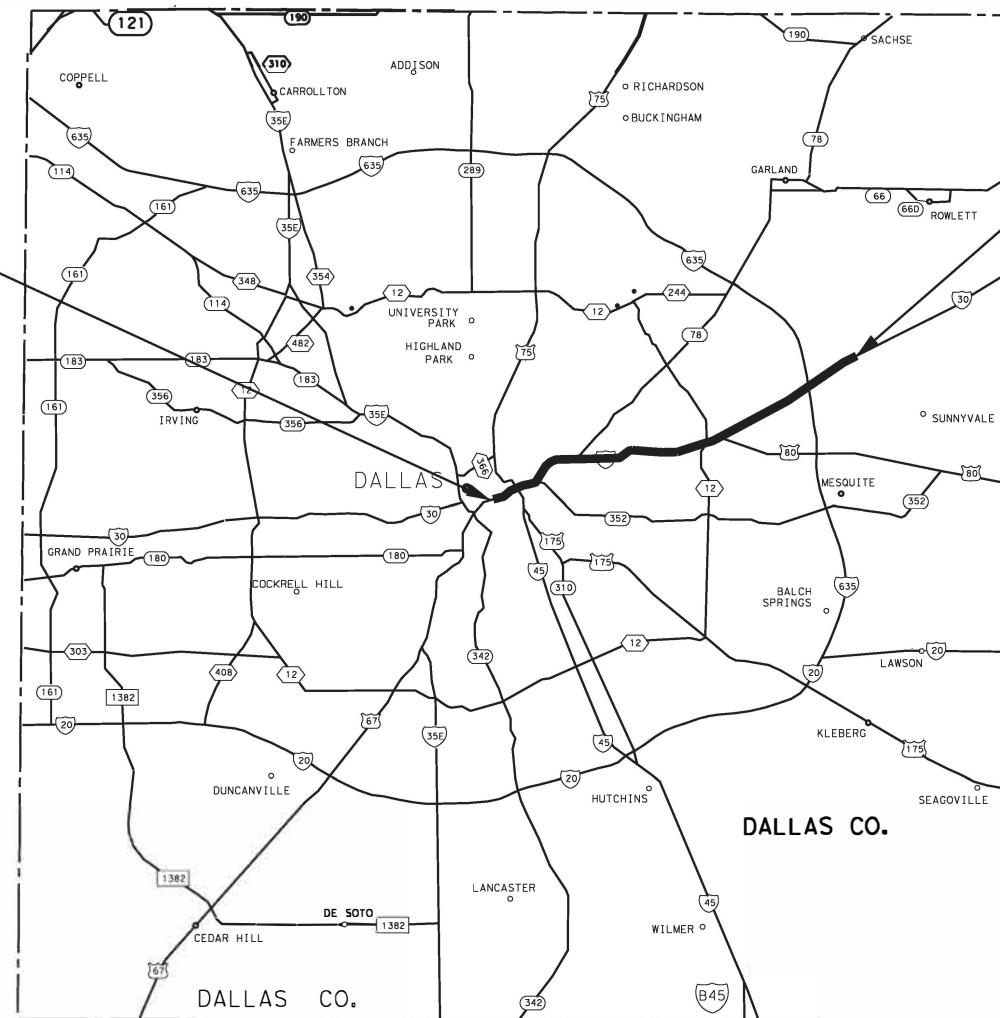 121
190
190
SACHSE
COPPELL
310
ADDISON
CARROLLTON
75
RICHARDSON
35E
BUCKINGHAM
635
FARMERS BRANCH
78
114
635
289
GARLAND
161
635
66
66D
ROWLETT
35E
161
348
354
635
114
12
244
30
UNIVERSITY
PARK
12
482
HIGHLAND
PARK
78
75
183
183
183
12
356
161
IRVING
356
35E
SUNNYVALE
366
80
80
DALLAS
12
MESQUITE
352
30
352
30
GRAND PRAIRIE
180
180
175
175
45
310
COCKRELL HILL
635
BALCH
SPRINGS
303
12
342
LAWSON
20
408
12
20
161
1382
67
20
35E
45
KLEBERG
175
20
20
DUNCANVILLE
HUTCHINS
SEAGOVILLE
DALLAS CO.
1382
LANCASTER
45
DE SOTO
1382
CEDAR HILL
WILMER
67
DALLAS CO.
342
B45